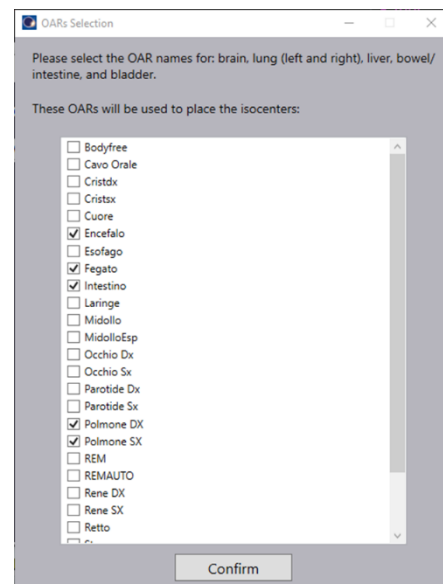 OARs Selection
Please select the OAR names for: brain, lung (left and right), liver, bowel/
intestine, and bladder.
These OARs will be used to place the isocenters:
Bodyfree
Cavo Orale
Cristdx
Cristsx
Cuore
Encefalo
Esofago
Fegato
Intestino
Laringe
Midollo
MidolloEsp
Occhio Dx
Occhio Sx
Parotide Dx
Parotide Sx
Polmone DX
Polmone SX
REM
REMAUTO
Rene DX
Rene SX
Retto
Confirm